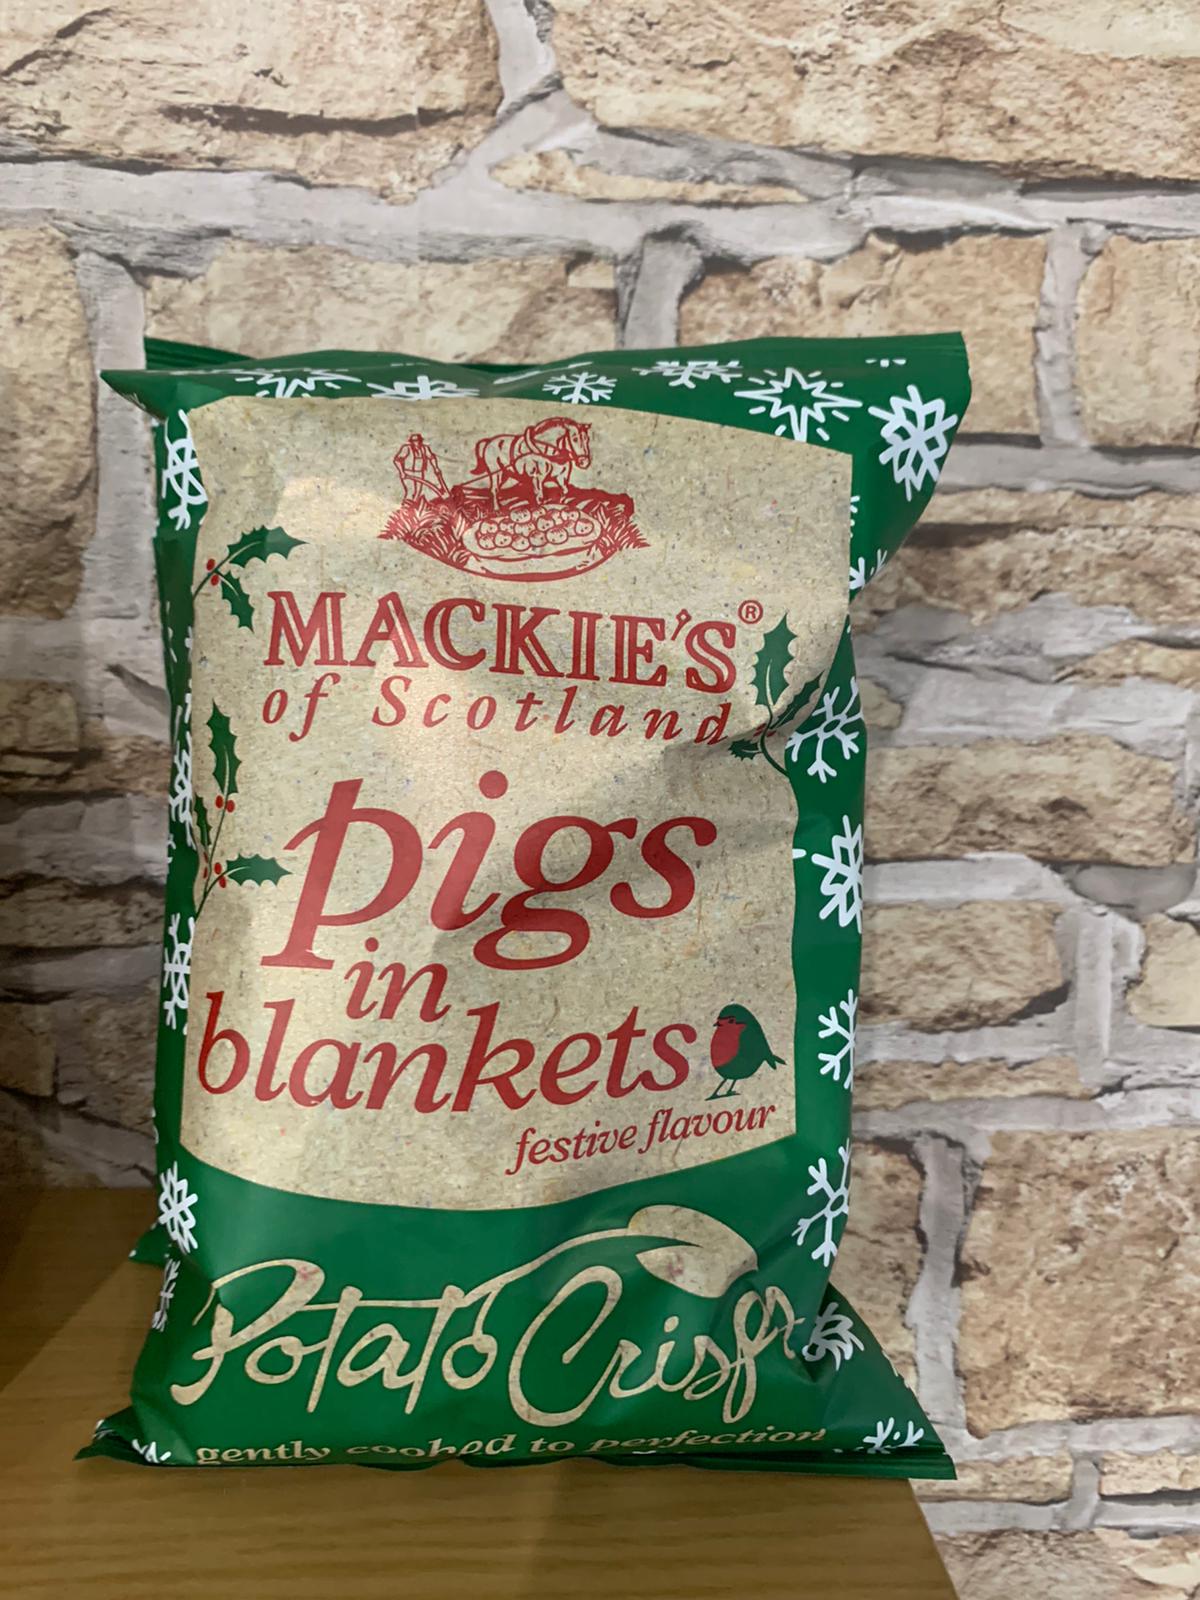 MACKIE'S®
of Scotland
pigs
in
blankets
festive flavour
Potato Crisps
gently cooked to perfection